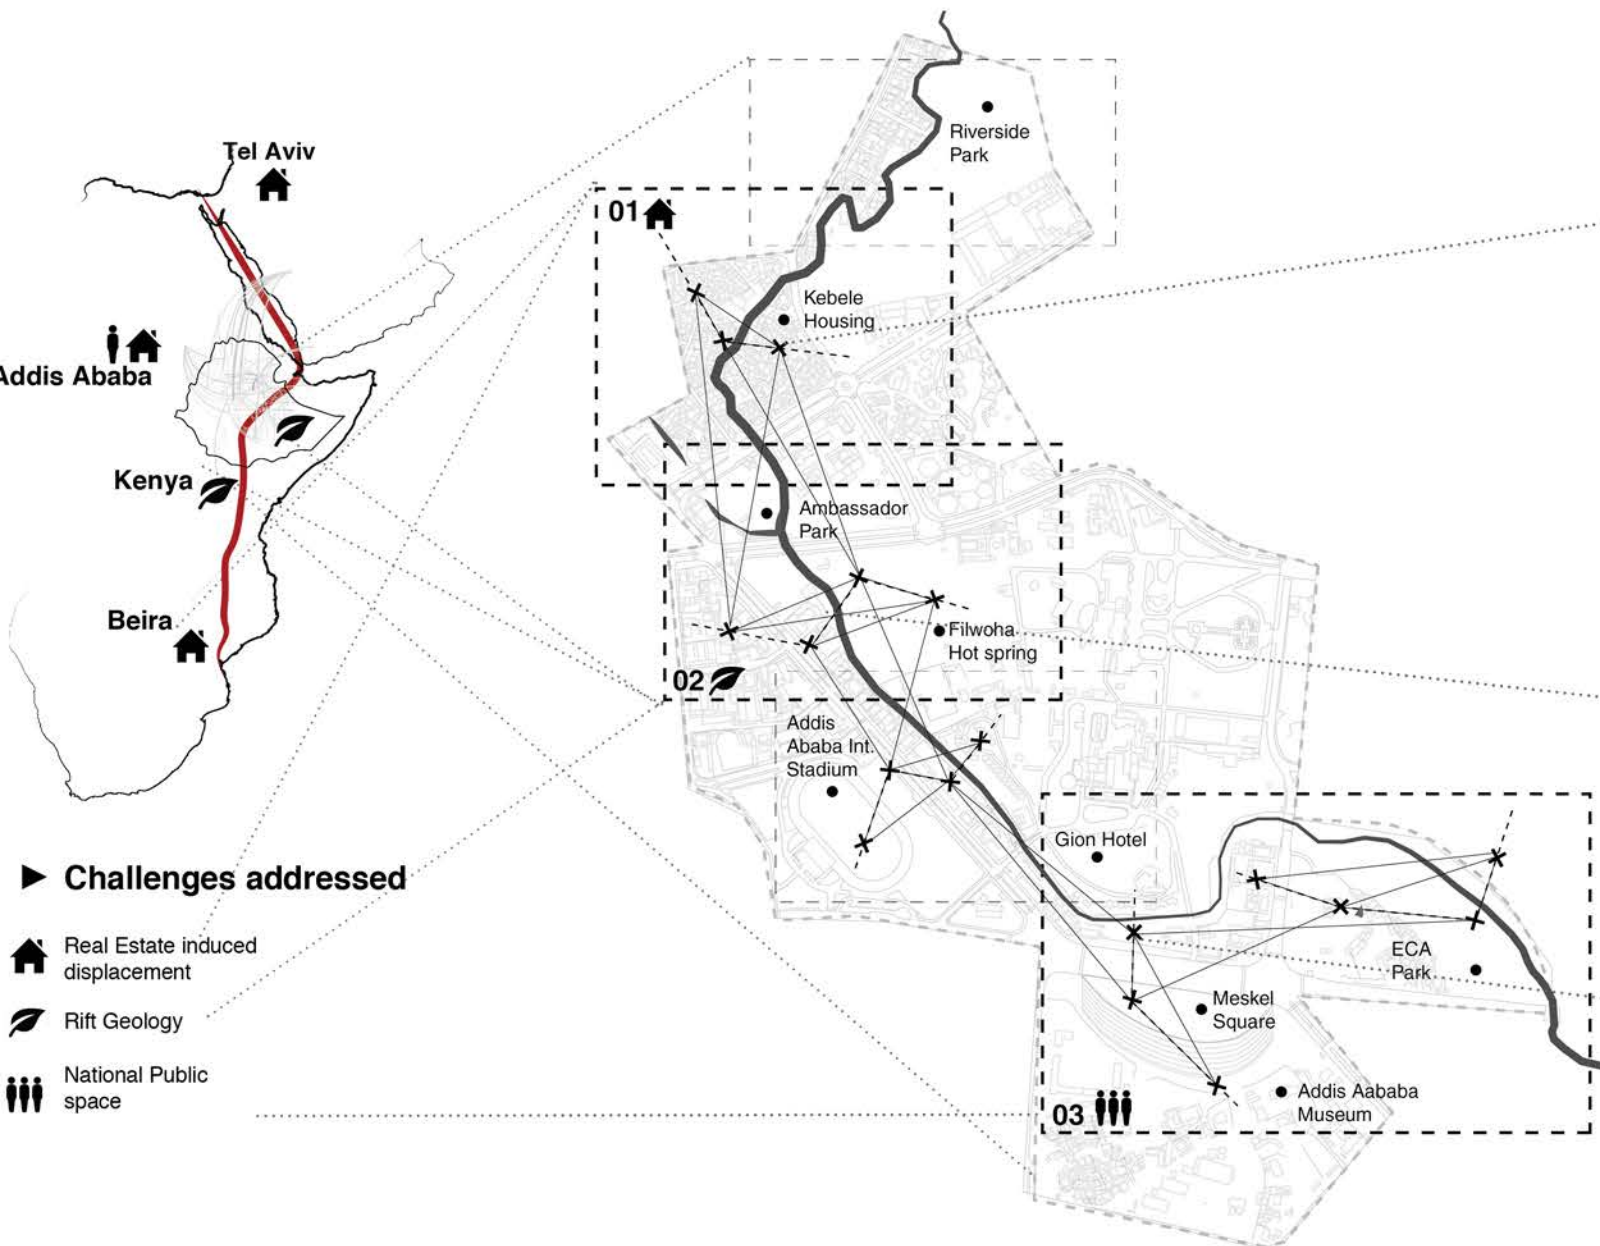 Tel Aviv
Addis Ababa
Kenya
Beira
Challenges addressed
Real Estate induced
displacement
Rift Geology
National Public
space
Riverside
Park
01
Kebele
Housing
Ambassador
Park
Filwoha
Hot spring
02
Addis
Ababa Int.
Stadium
Gion Hotel
ECA
Park
Meskel
Square
Addis Aababa
Museum
03